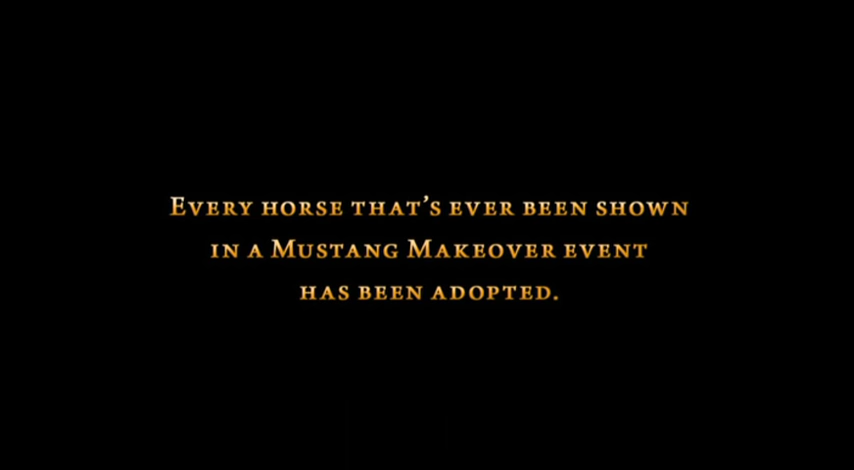 Every horse that's ever been shown
in a Mustang Makeover event
has been adopted.